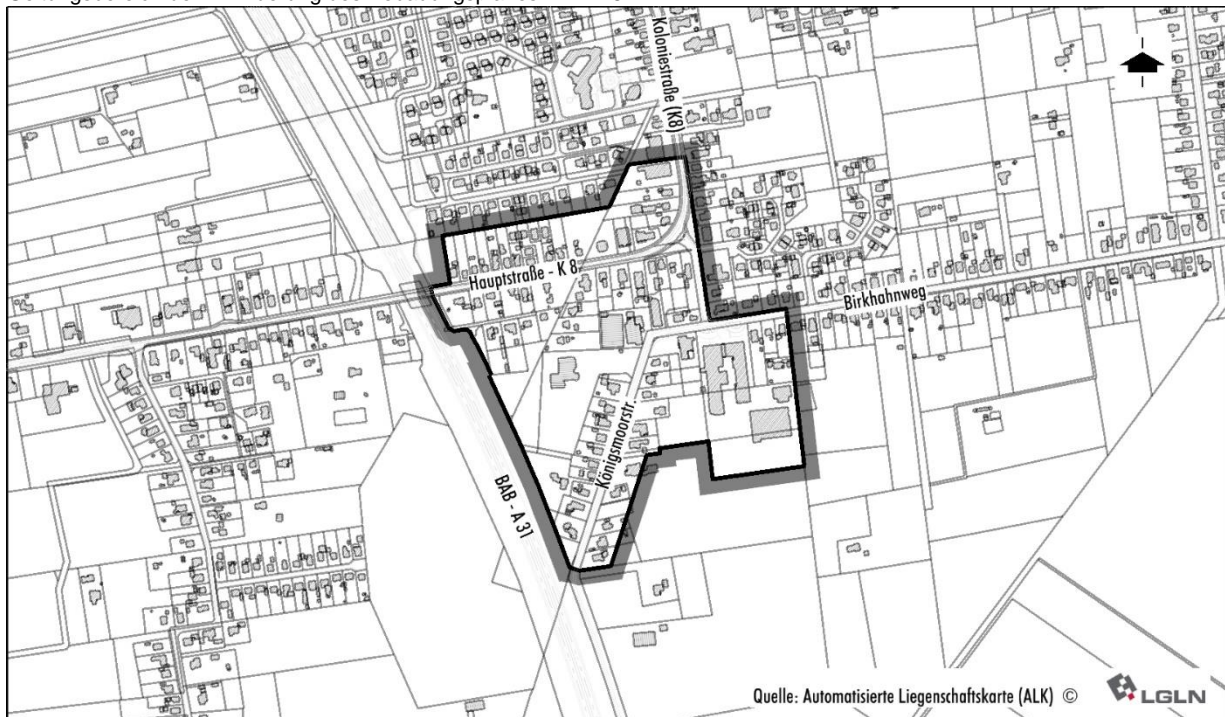 Koloniestraße (K8)
Hauptstraße - K 8
Birkhahnweg
Königsmoorstr.
BAB - A 31
Quelle: Automatisierte Liegenschaftskarte (ALK) © LGLN